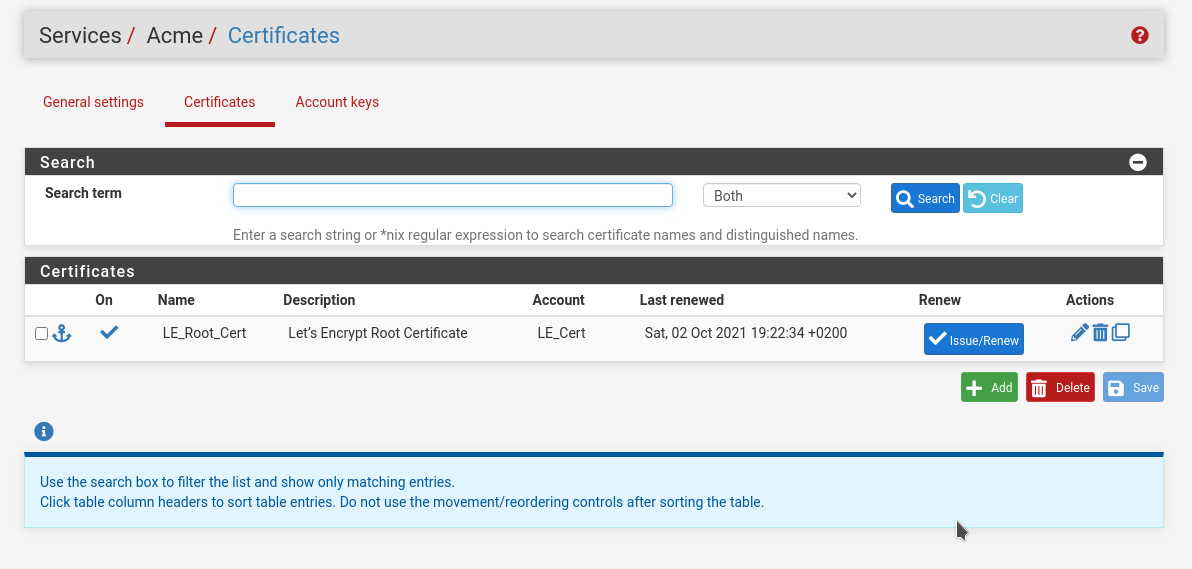 Services / Acme / Certificates
General settings Certificates Account keys
Search
Search term Both Search Clear
Enter a search string or *nix regular expression to search certificate names and distinguished names.
Certificates
On Name Description Account Last renewed Renew Actions
LE_Root_Cert Let’s Encrypt Root Certificate LE_Cert Sat, 02 Oct 2021 19:22:34 +0200 Issue/Renew
Add Delete Save
Use the search box to filter the list and show only matching entries.
Click table column headers to sort table entries. Do not use the movement/reordering controls after sorting the table.